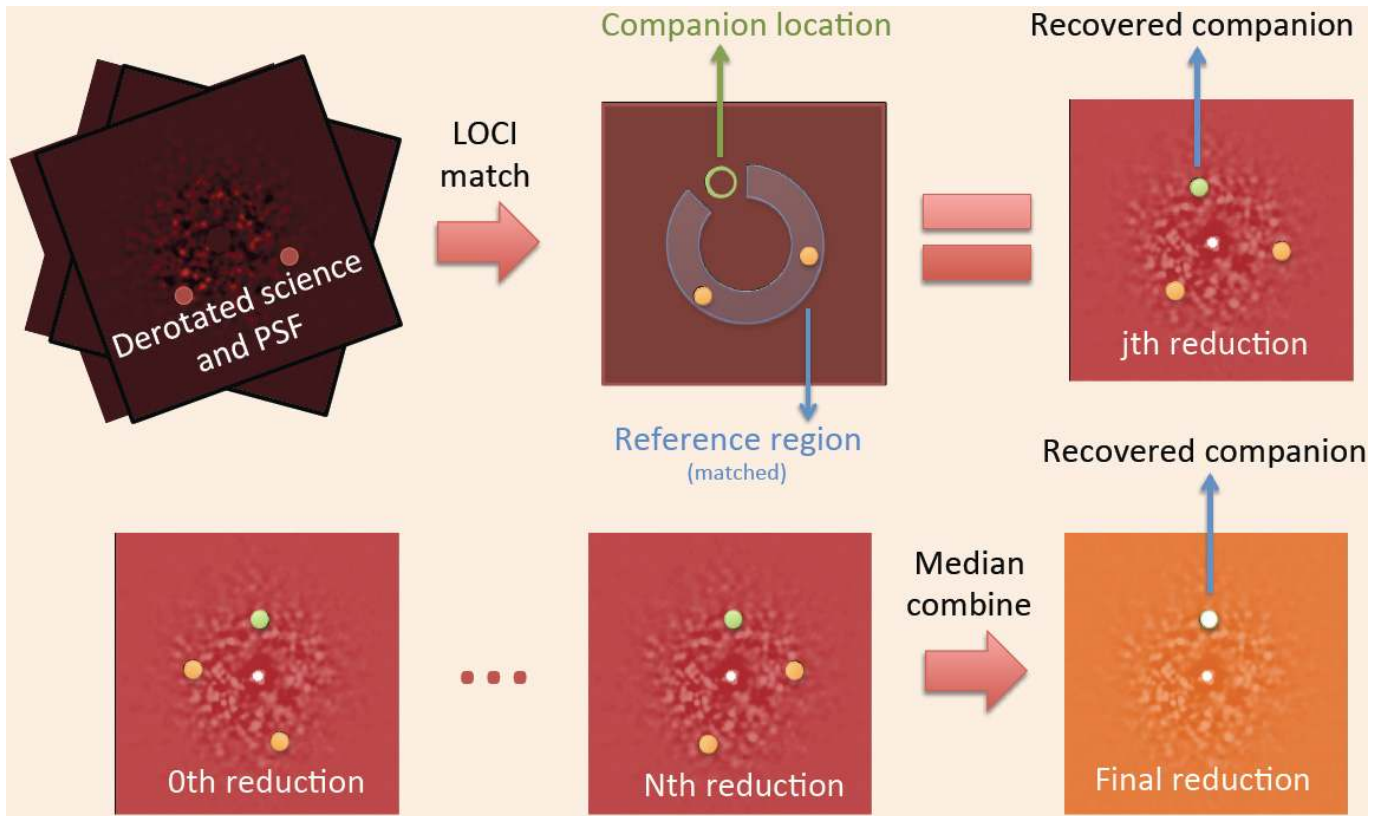 Companion location
Recovered companion
LOCI
match
Derotated science
and PSF
jth reduction
Reference region
(matched)
Recovered companion
Median
combine
0th reduction
Nth reduction
Final reduction